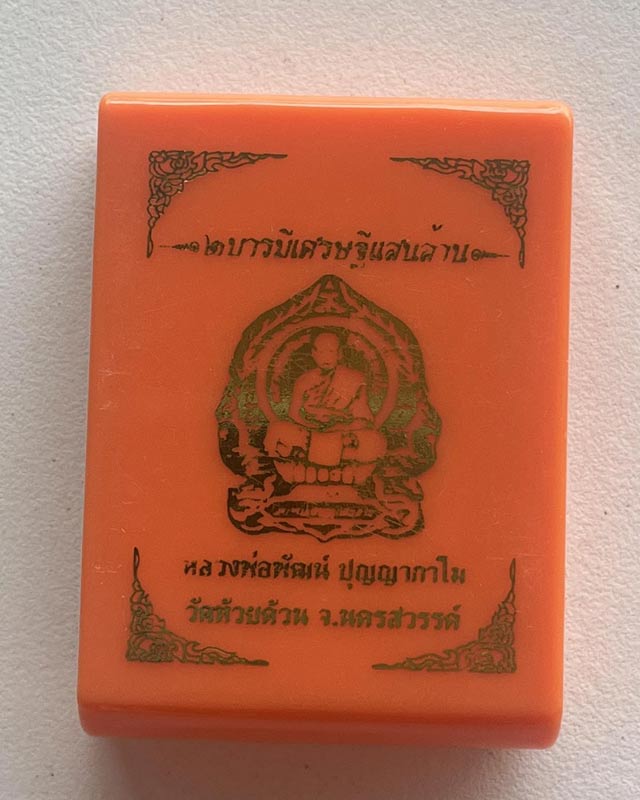 ๒บารมีเศรษฐีแสนล้าน
หลวงพ่อพัฒน์ ปุญญากาโม
วัดห้วยด้วน จ.นครสวรรค์